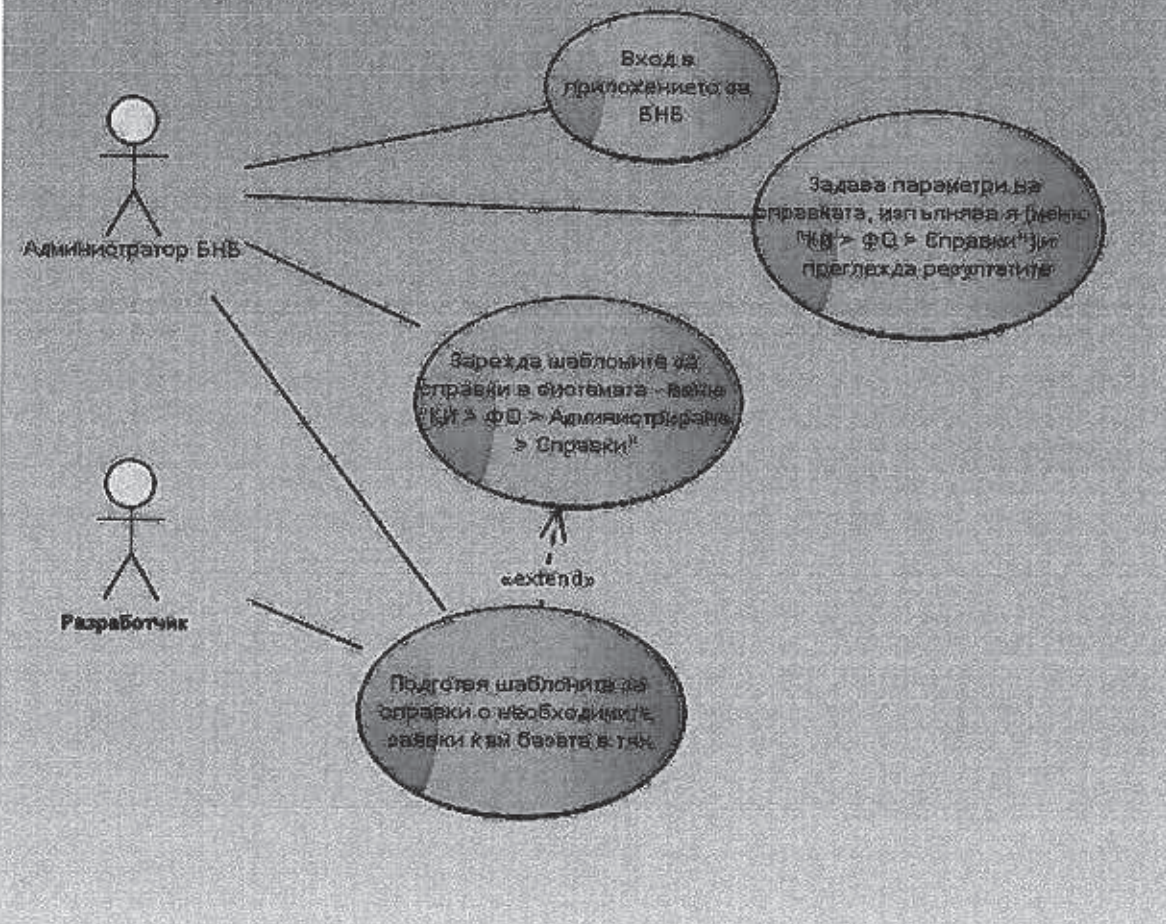 Вход в
приложението за
БНБ
Задава параметри на
справката, изпълнява я (меню
"КИ > ФО > Справки") и
преглежда резултатите
Администратор БНБ
Зарежда шаблоните за
справки в системата - меню
"КИ > ФО > Администриране
> Справки"
«extend»
Разработчик
Подготвя шаблоните за
справки с необходимите
заявки към базата в тях